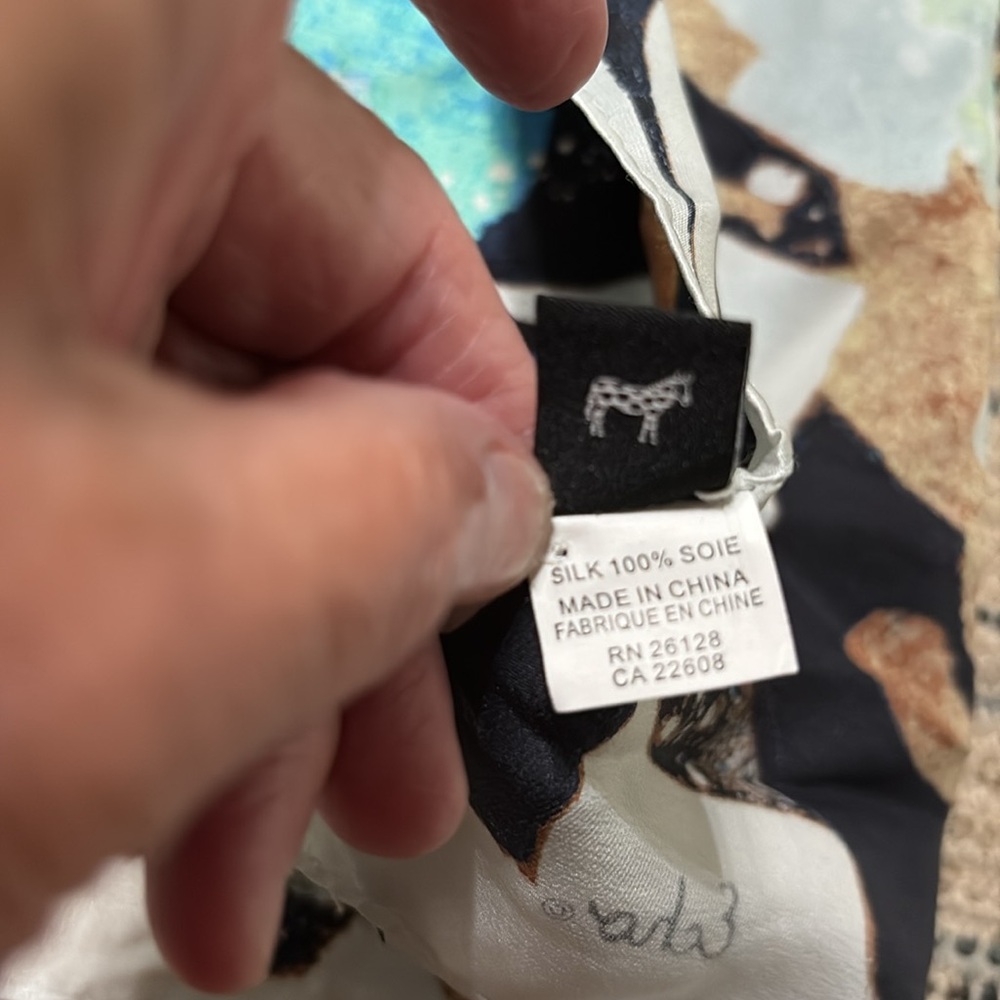 SILK 100% SOIE
MADE IN CHINA
FABRIQUE EN CHINE
RN 26128
CA 22608